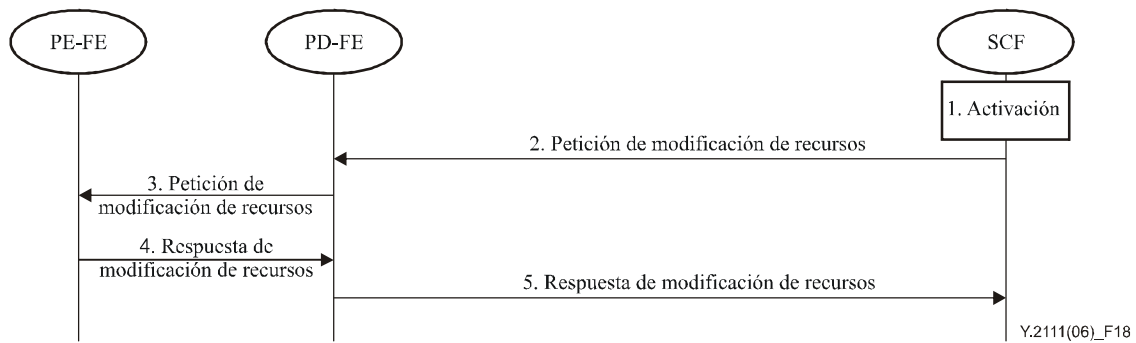 PE-FE
PD-FE
SCF
1. Activación
2. Petición de modificación de recursos
3. Petición de
modificación de recursos
4. Respuesta de
modificación de recursos
5. Respuesta de modificación de recursos
Y.2111(06)_F18